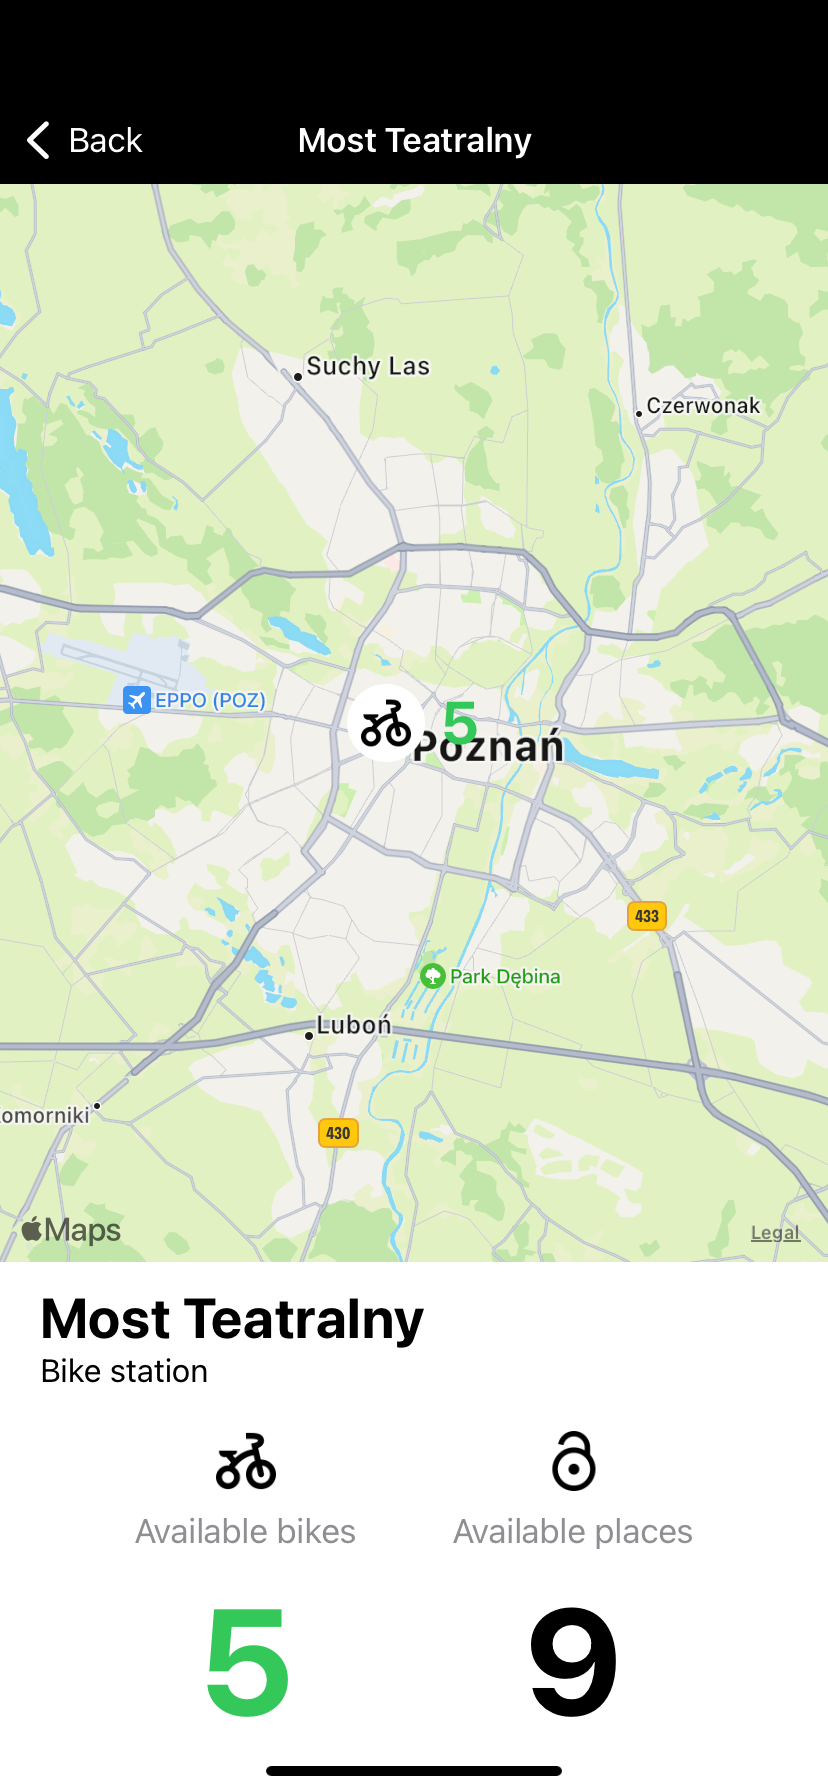 Back
Most Teatralny
Suchy Las
Czerwonak
EPPO (POZ)
5
Poznań
433
Park Dębina
Luboń
omorniki
430
Maps
Legal
Most Teatralny
Bike station
Available bikes
Available places
5
9